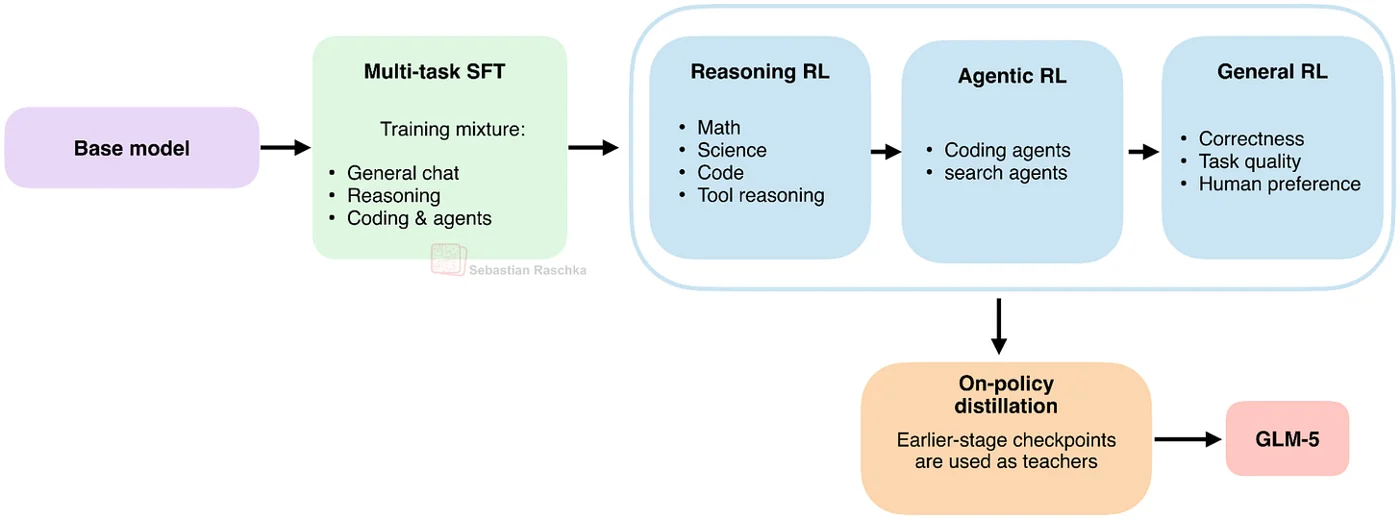 Base model
Multi-task SFT
Training mixture:
• General chat
• Reasoning
• Coding & agents
Sebastian Raschka
Reasoning RL
• Math
• Science
• Code
• Tool reasoning
Agentic RL
• Coding agents
• search agents
General RL
• Correctness
• Task quality
• Human preference
On-policy
distillation
Earlier-stage checkpoints
are used as teachers
GLM-5